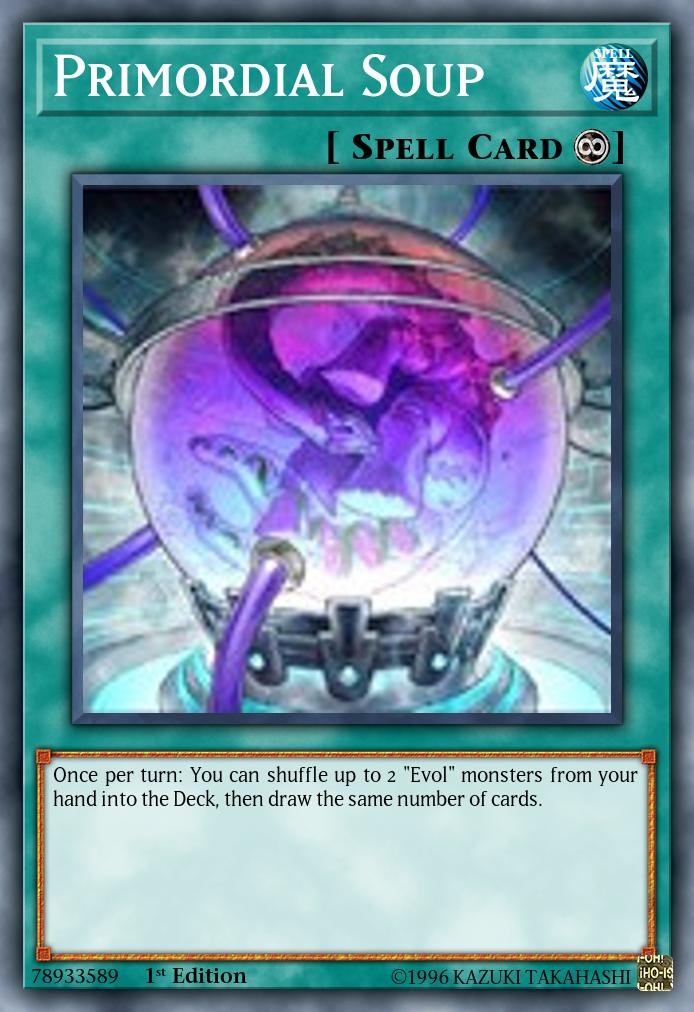 Primordial Soup
SPELL
魔
[ Spell Card ♾]
Once per turn: You can shuffle up to 2 "Evol" monsters from your
hand into the Deck, then draw the same number of cards.
78933589 1st Edition ©1996 KAZUKI TAKAHASHI